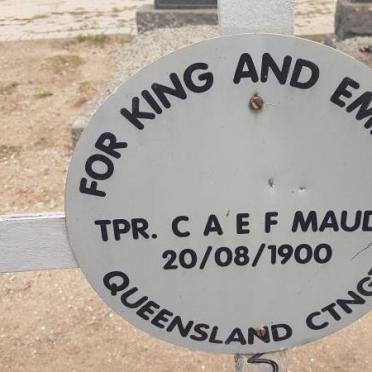 FOR KING AND EM
TPR. C A E F MAUD
20/08/1900
QUEENSLAND CTNG